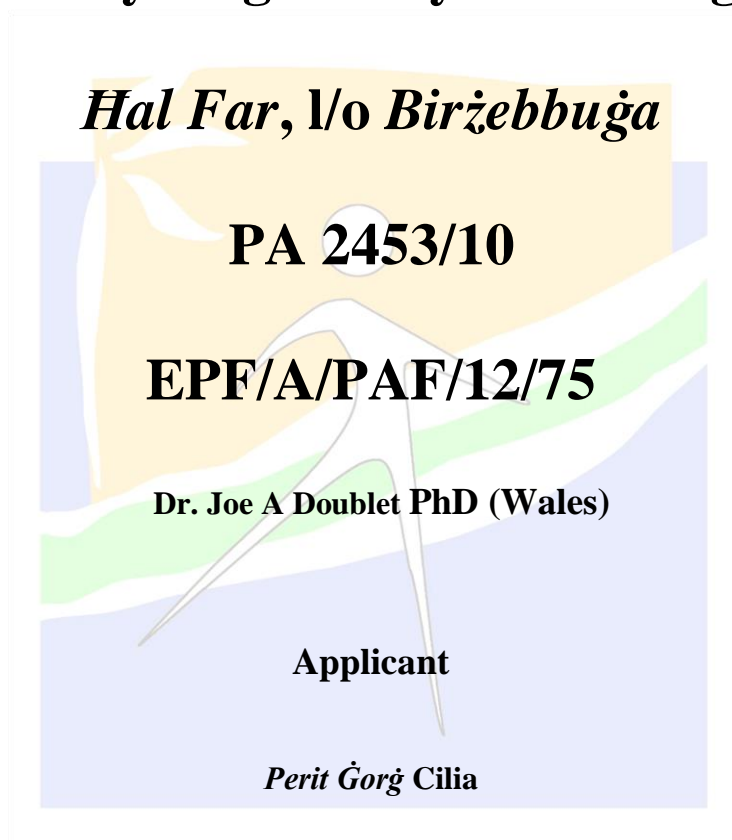 Ħal Far, l/o Birżebbuġa
PA 2453/10
EPF/A/PAF/12/75
Dr. Joe A Doublet PhD (Wales)
Applicant
Perit Ġorġ Cilia